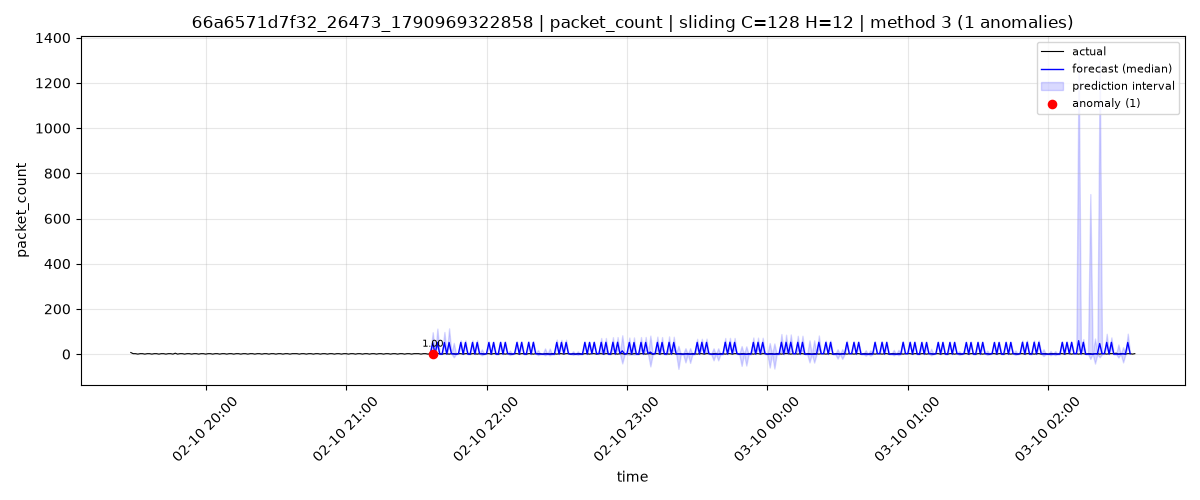 66a6571d7f32_26473_1790969322858 | packet_count | sliding C=128 H=12 | method 3 (1 anomalies)
1400
1200
1000
800
600
400
200
0
packet_count
actual
forecast (median)
prediction interval
anomaly (1)
1.00
02-10 20:00
02-10 21:00
02-10 22:00
02-10 23:00
03-10 00:00
03-10 01:00
03-10 02:00
time